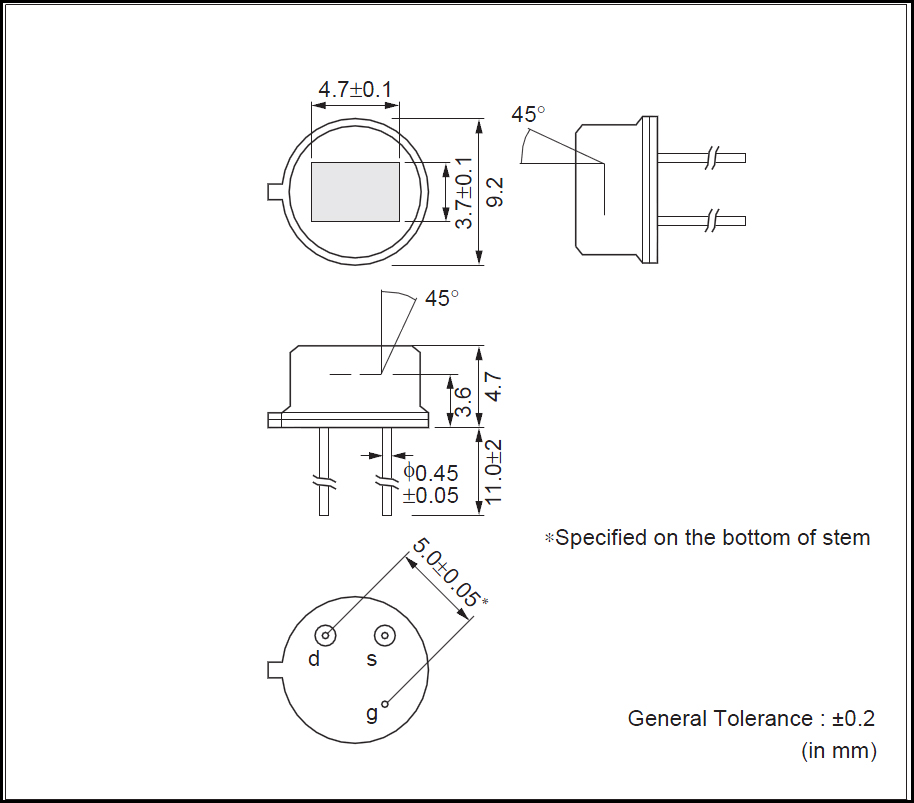 4.7±0.1
45°
3.7±0.1
9.2
45°
3.6
4.7
ϕ0.45
±0.05
11.0±2
*Specified on the bottom of stem
5.0±0.05*
d
s
g
General Tolerance : ±0.2
(in mm)